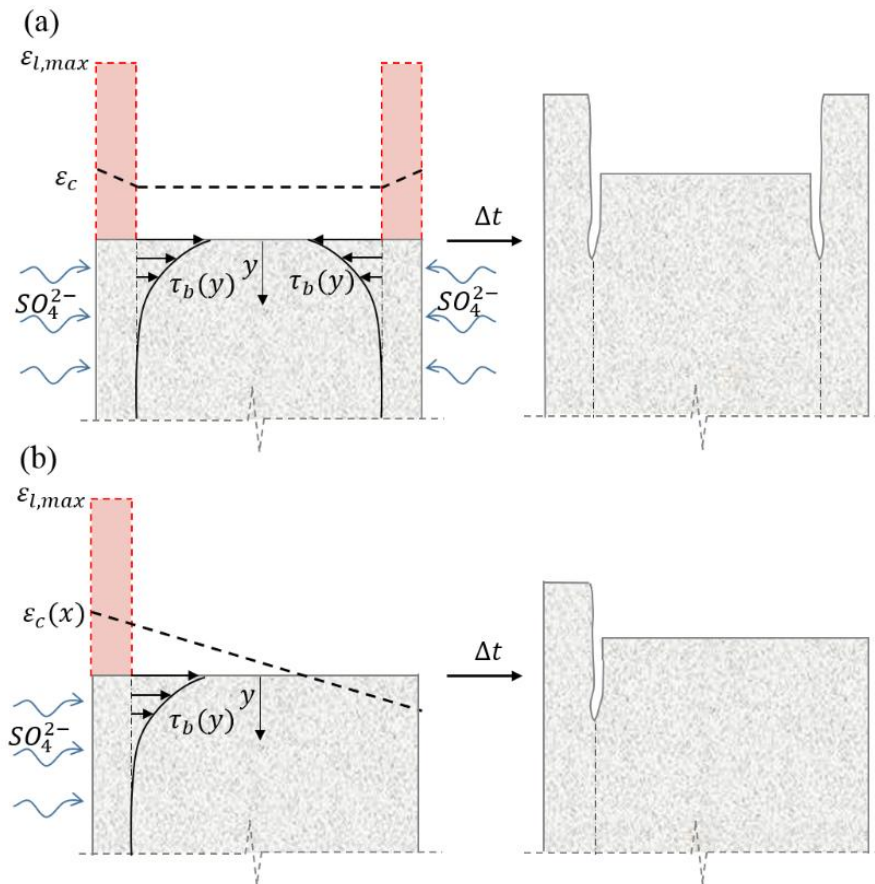 (a)
ε_{l,max}
ε_c
Δt
y
τ_b(y) τ_b(y)
SO_4^{2-} SO_4^{2-}
(b)
ε_{l,max}
ε_c(x)
Δt
y
τ_b(y)
SO_4^{2-}